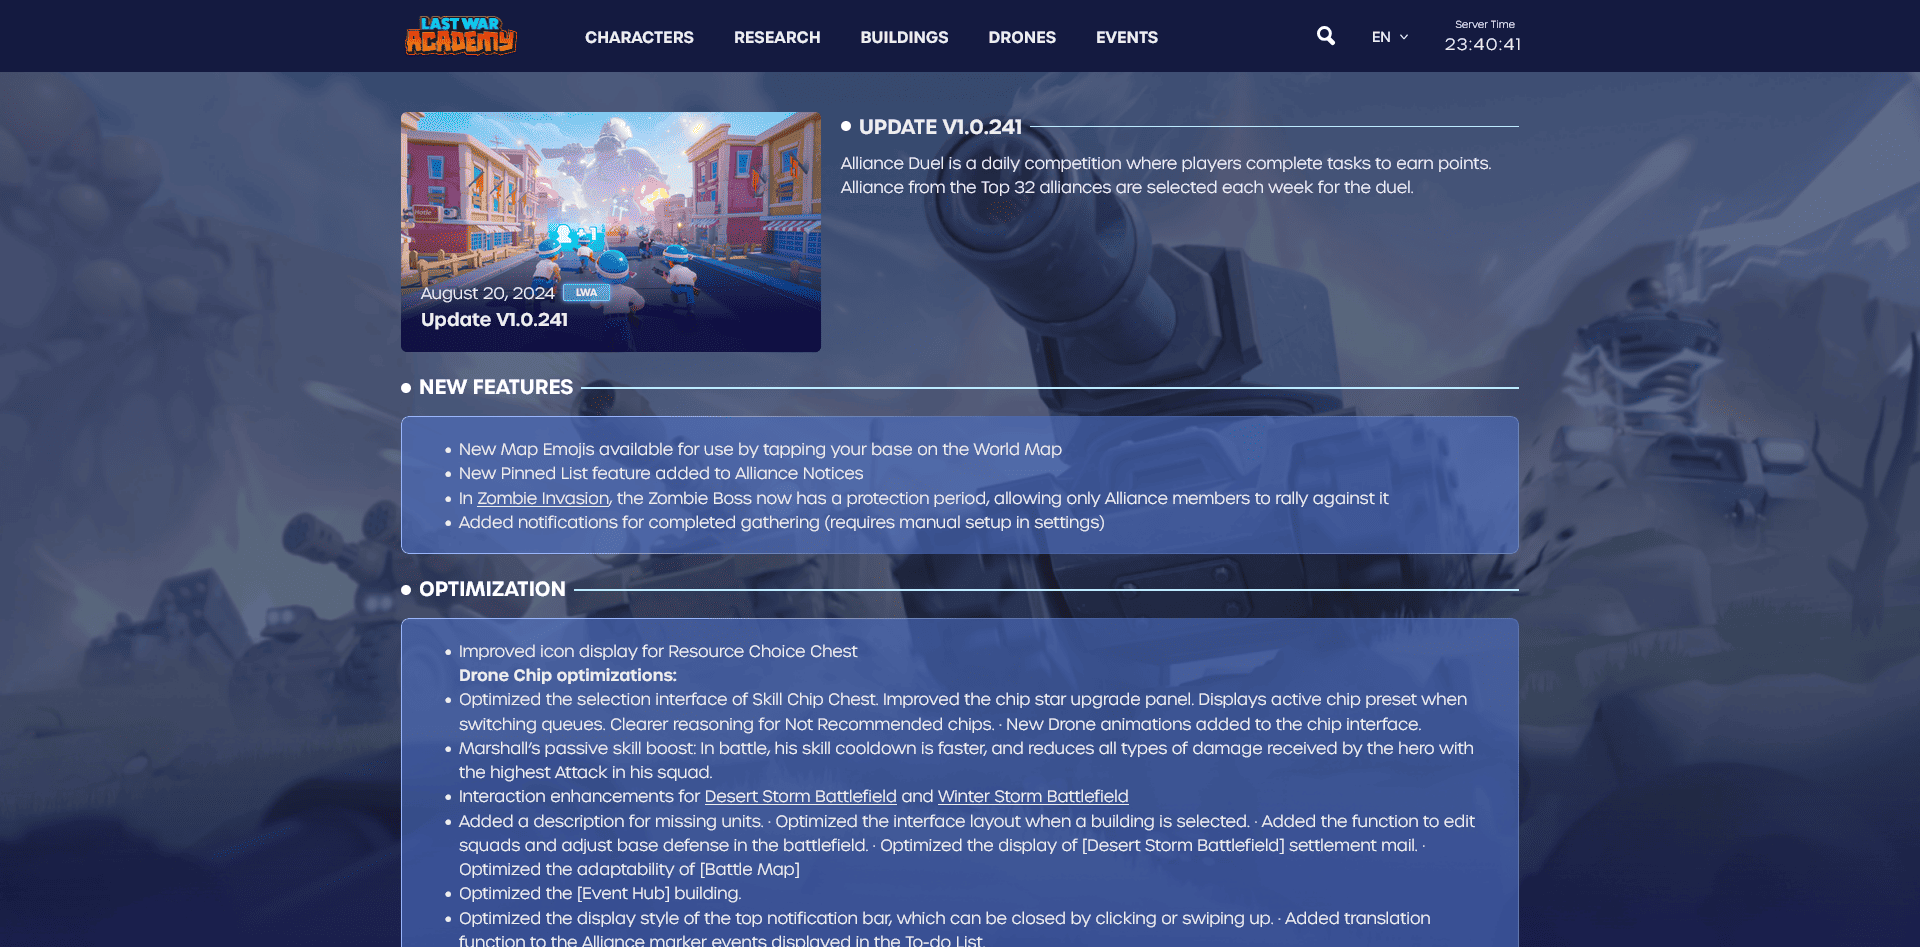 LAST WAR
ACADEMY
CHARACTERS
RESEARCH
BUILDINGS
DRONES
EVENTS
EN
Server Time
23:40:41
+1
August 20, 2024
LWA
Update V1.0.241
UPDATE V1.0.241
Alliance Duel is a daily competition where players complete tasks to earn points.
Alliance from the Top 32 alliances are selected each week for the duel.
NEW FEATURES
• New Map Emojis available for use by tapping your base on the World Map
• New Pinned List feature added to Alliance Notices
• In Zombie Invasion, the Zombie Boss now has a protection period, allowing only Alliance members to rally against it
• Added notifications for completed gathering (requires manual setup in settings)
OPTIMIZATION
• Improved icon display for Resource Choice Chest
Drone Chip optimizations:
• Optimized the selection interface of Skill Chip Chest. Improved the chip star upgrade panel. Displays active chip preset when
switching queues. Clearer reasoning for Not Recommended chips. · New Drone animations added to the chip interface.
• Marshall's passive skill boost: In battle, his skill cooldown is faster, and reduces all types of damage received by the hero with
the highest Attack in his squad.
• Interaction enhancements for Desert Storm Battlefield and Winter Storm Battlefield
• Added a description for missing units. · Optimized the interface layout when a building is selected. · Added the function to edit
squads and adjust base defense in the battlefield. · Optimized the display of [Desert Storm Battlefield] settlement mail. ·
Optimized the adaptability of [Battle Map]
• Optimized the [Event Hub] building.
• Optimized the display style of the top notification bar, which can be closed by clicking or swiping up. · Added translation
function to the Alliance marker events displayed in the To-do List.